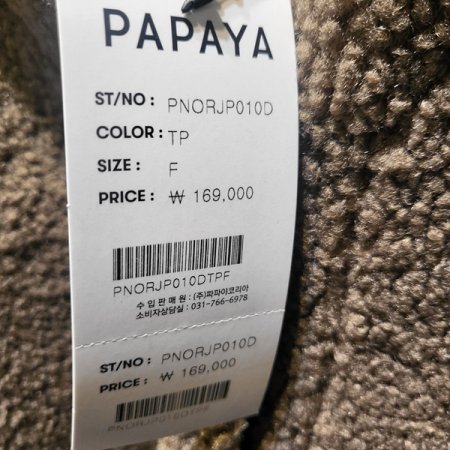 PAPAYA
ST/NO : PNORJP010D
COLOR : TP
SIZE : F
PRICE : ₩ 169,000
PNORJP010DTPF
수 입 판 매 원 : (주)파파야코리아
소비자상담실 : 031-766-6978
ST/NO : PNORJP010D
PRICE : ₩ 169,000
PNORJP010DTPF